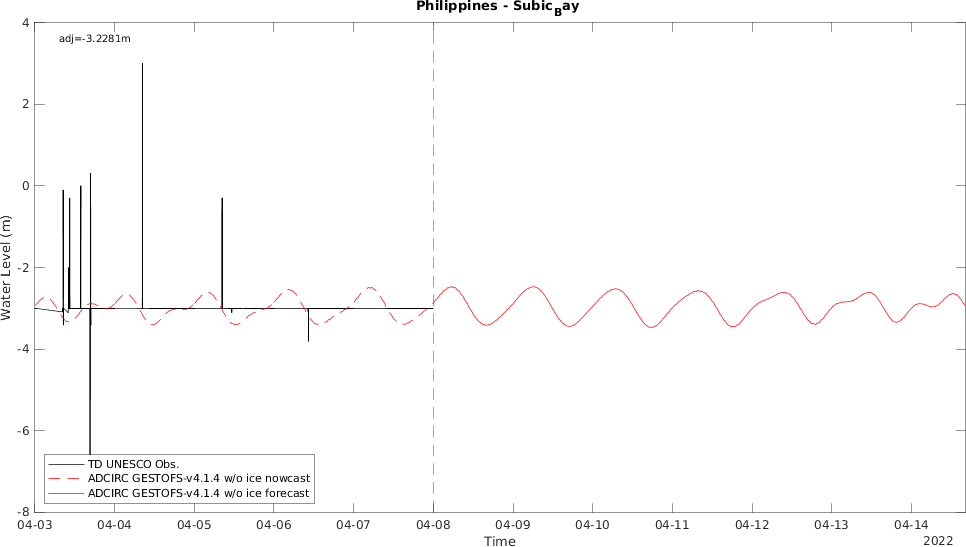 Philippines - SubicBay
adj=-3.2281m
4
2
0
-2
-4
-6
-8
Water Level (m)
TD UNESCO Obs.
ADCIRC GESTOFS-v4.1.4 w/o ice nowcast
ADCIRC GESTOFS-v4.1.4 w/o ice forecast
04-03 04-04 04-05 04-06 04-07 04-08 04-09 04-10 04-11 04-12 04-13 04-14
Time
2022